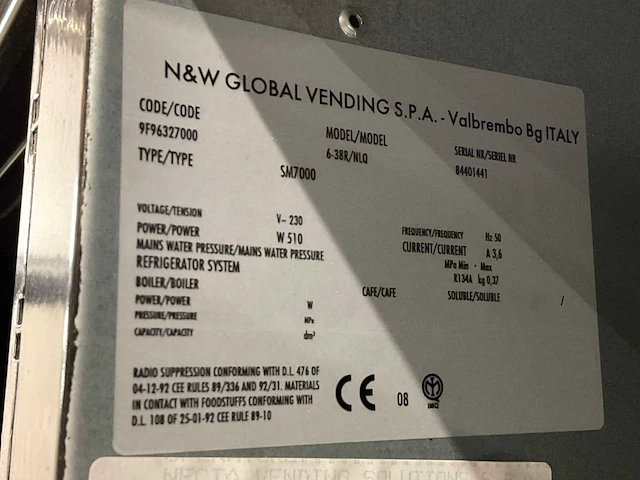 N&W GLOBAL VENDING S.P.A. - Valbrembo Bg ITALY
CODE/CODE
9F96327000
MODEL/MODEL
6-38R/NLQ
SERIAL NR/SERIEL NR
84401441
TYPE/TYPE
SM7000
VOLTAGE/TENSION V~ 230
FREQUENCY/FREQUENCY Hz 50
POWER/POWER W 510
CURRENT/CURRENT A 3,6
MAINS WATER PRESSURE/MAINS WATER PRESSURE MPa Min - Max
REFRIGERATOR SYSTEM R134A kg 0,37
BOILER/BOILER CAFE/CAFE SOLUBLE/SOLUBLE /
POWER/POWER W
PRESSURE/PRESSURE MPa
CAPACITY/CAPACITY dm³
RADIO SUPPRESSION CONFORMING WITH D.L. 476 OF
04-12-92 CEE RULES 89/336 AND 92/31. MATERIALS
IN CONTACT WITH FOODSTUFFS CONFORMING WITH
D.L. 108 OF 25-01-92 CEE RULE 89-10
CE 08 IMQ
NECTA VENDING SOLUTIONS S.P.A.